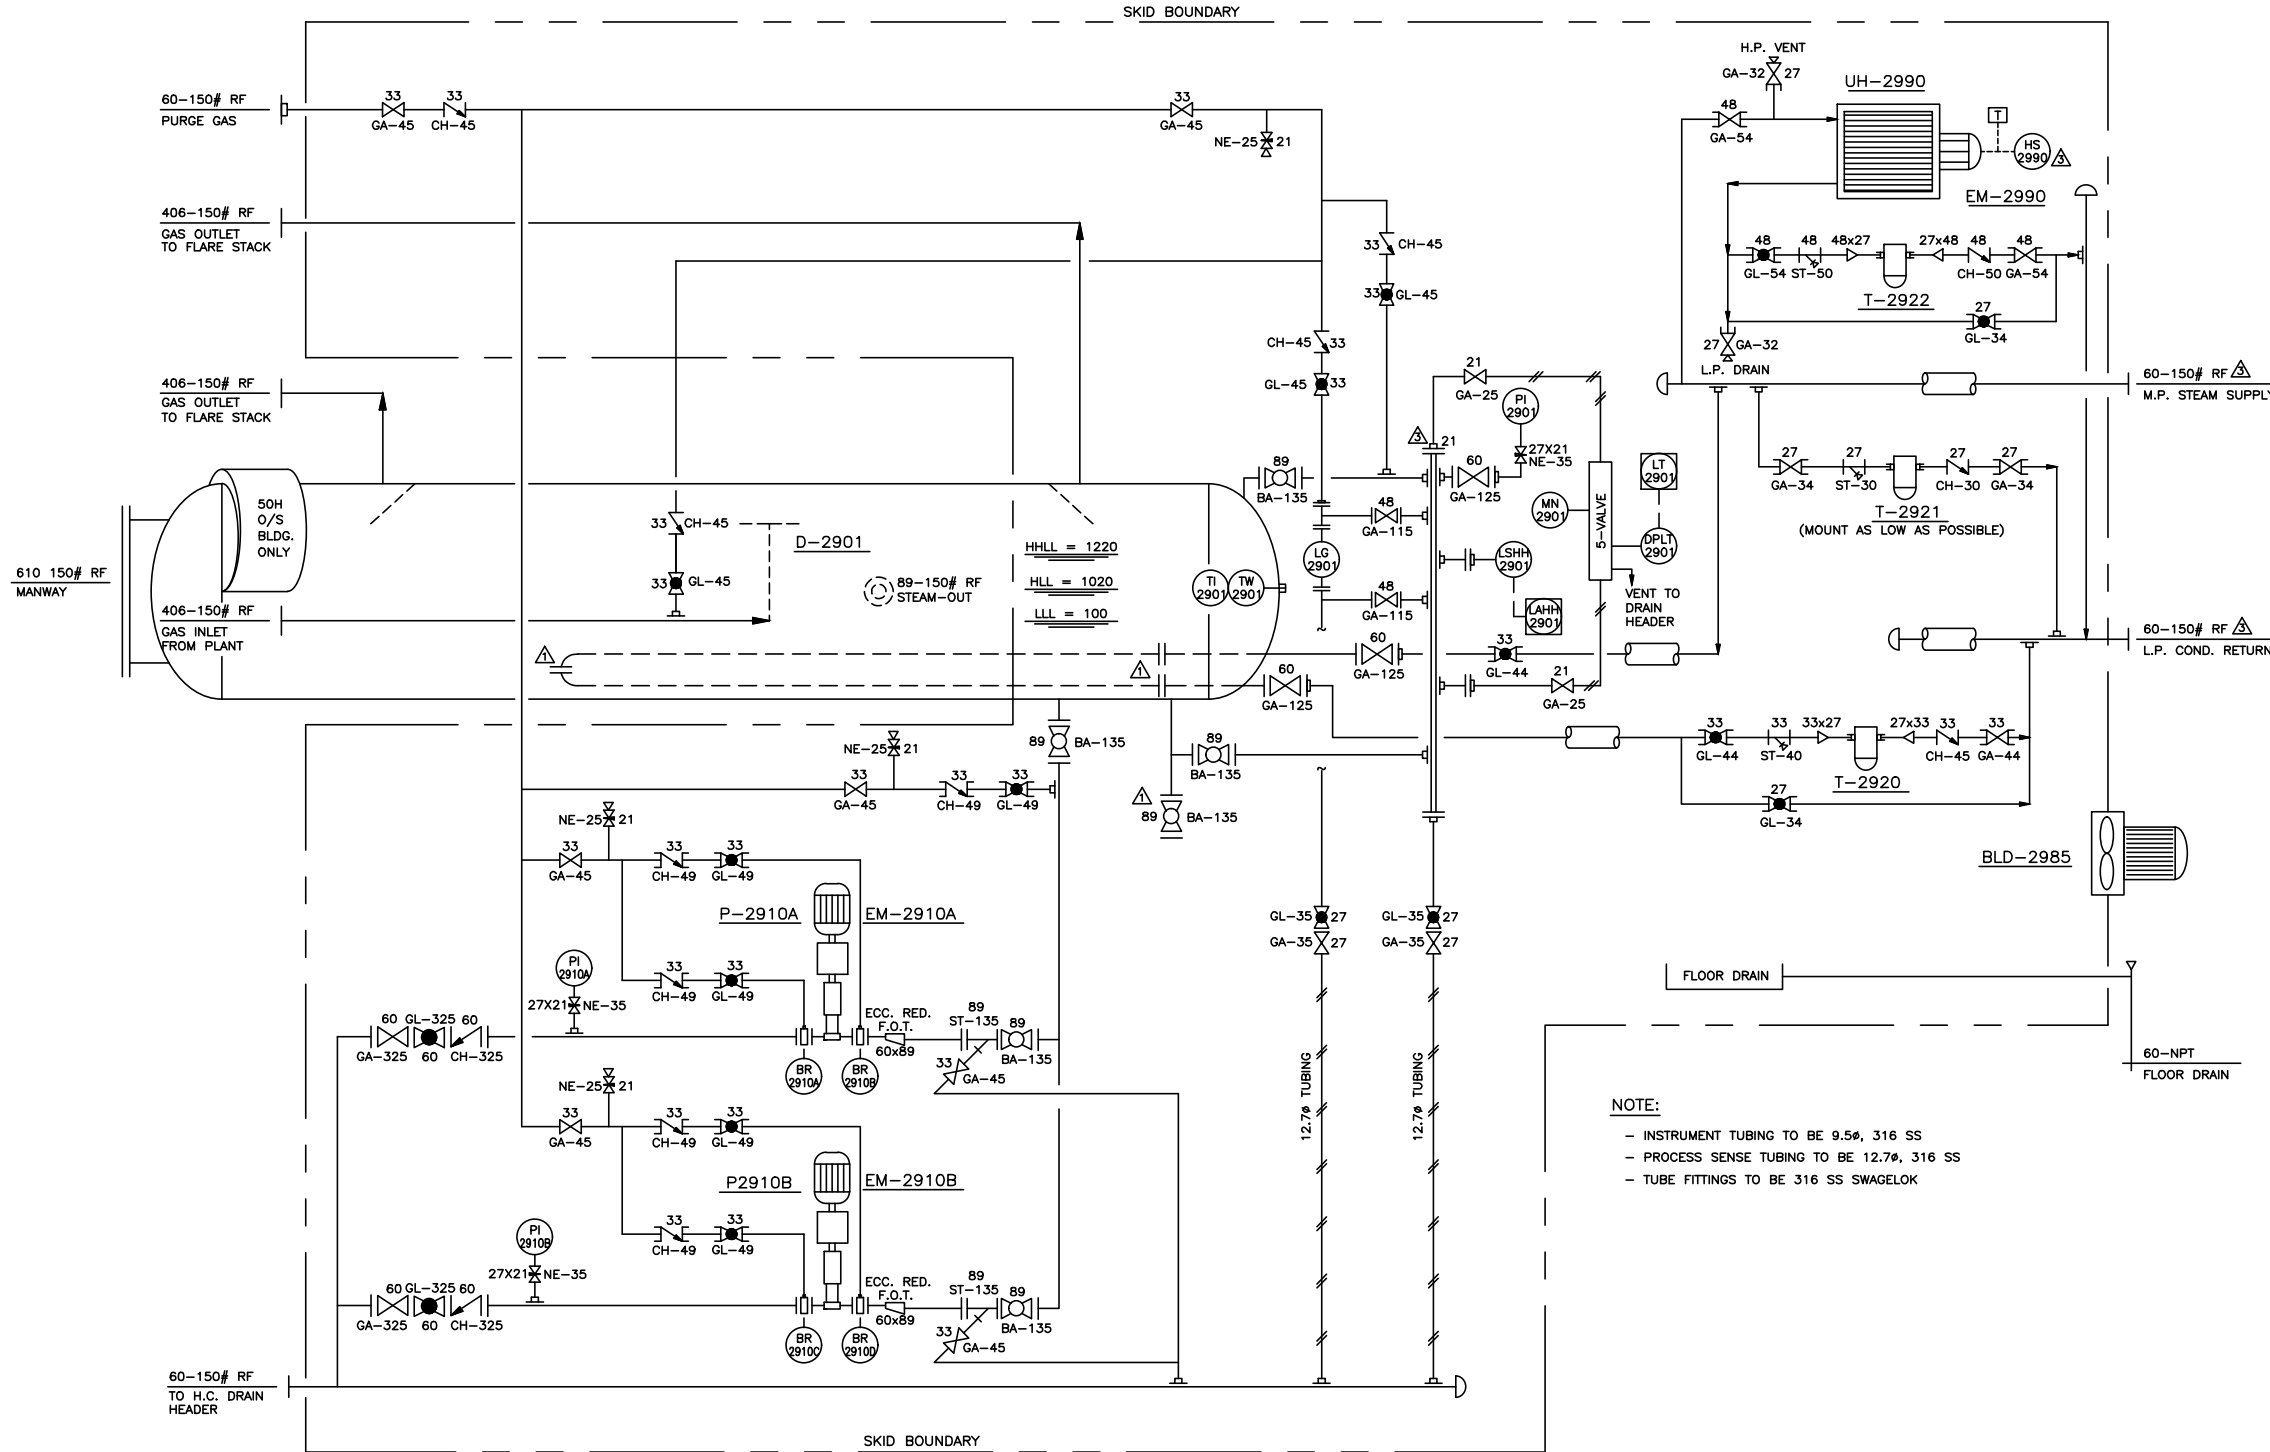 SKID BOUNDARY
60-150# RF
PURGE GAS
33
GA-45
33
CH-45
33
GA-45
NE-25 21
H.P. VENT
GA-32 27
UH-2990
48
GA-54
T
HS
2990
3
EM-2990
406-150# RF
GAS OUTLET
TO FLARE STACK
33 CH-45
33 GL-45
48 48 48x27 27x48 48 48
GL-54 ST-50 CH-50 GA-54
T-2922
27
GL-34
27 GA-32
L.P. DRAIN
CH-45 33
GL-45 33
406-150# RF
GAS OUTLET
TO FLARE STACK
21
GA-25
PI
2901
27X21
NE-35
60-150# RF 3
M.P. STEAM SUPPLY
3
21
50H
O/S
BLDG.
ONLY
89
BA-135
60
GA-125
LT
2901
MN
2901
5-VALVE
DPLT
2901
27 27 27 27
GA-34 ST-30 CH-30 GA-34
T-2921
(MOUNT AS LOW AS POSSIBLE)
33 CH-45
D-2901
48
GA-115
HHLL = 1220
LG
2901
LSHH
2901
610 150# RF
MANWAY
33 GL-45
89-150# RF
STEAM-OUT
HLL = 1020
TI
2901
TW
2901
48
GA-115
LAHH
2901
VENT TO
DRAIN
HEADER
406-150# RF
GAS INLET
FROM PLANT
LLL = 100
1
1
60
GA-125
33
GL-44
60
GA-125
21
GA-25
60-150# RF 3
L.P. COND. RETURN
89 BA-135
NE-25 21
89
BA-135
33 33 33x27 27x33 33 33
GL-44 ST-40 CH-45 GA-44
T-2920
27
GL-34
33
GA-45
33
CH-49
33
GL-49
1
89 BA-135
NE-25 21
33
GA-45
33
CH-49
33
GL-49
BLD-2985
P-2910A
EM-2910A
GL-35 27
GA-35 27
GL-35 27
GA-35 27
PI
2910A
27X21 NE-35
33
CH-49
33
GL-49
FLOOR DRAIN
60 GL-325 60
GA-325 60 CH-325
ECC. RED.
F.O.T.
60x89
89
ST-135
89
BA-135
33
GA-45
BR
2910A
BR
2910B
60-NPT
FLOOR DRAIN
NE-25 21
33
GA-45
33
CH-49
33
GL-49
12.7ø TUBING
12.7ø TUBING
NOTE:
- INSTRUMENT TUBING TO BE 9.5ø, 316 SS
- PROCESS SENSE TUBING TO BE 12.7ø, 316 SS
- TUBE FITTINGS TO BE 316 SS SWAGELOK
P2910B
EM-2910B
PI
2910B
27X21 NE-35
33
CH-49
33
GL-49
60 GL-325 60
GA-325 60 CH-325
ECC. RED.
F.O.T.
60x89
89
ST-135
89
BA-135
33
GA-45
BR
2910C
BR
2910D
60-150# RF
TO H.C. DRAIN
HEADER
SKID BOUNDARY